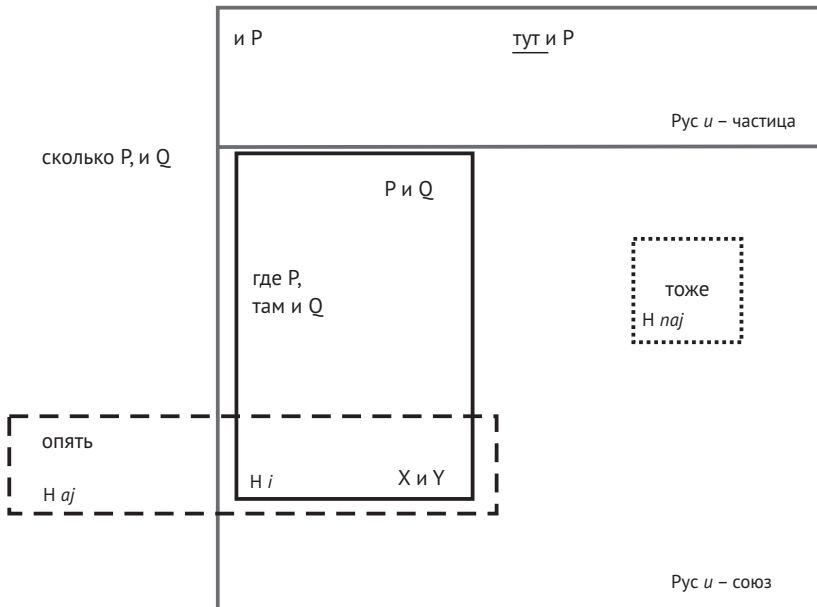 и P
тут и P
Рус и – частица
сколько P, и Q
P и Q
где P,
там и Q
тоже
Н naj
опять
Н aj
Н i
X и Y
Рус и – союз